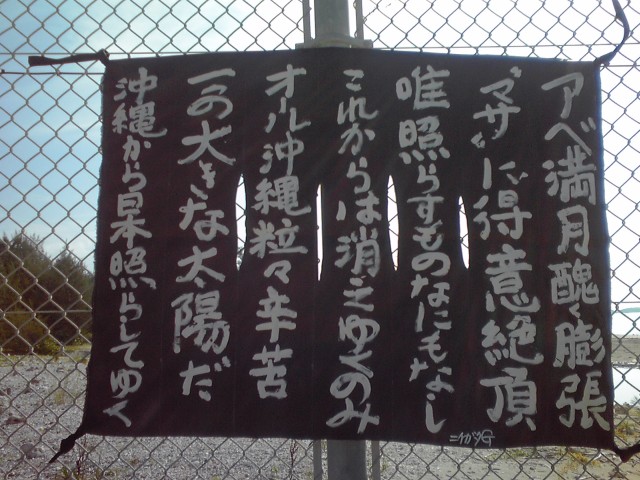 アベ満月醜く膨張
マサに得意絶頂
唯照らすものなにもなし
これからは消えゆくのみ
オール沖縄粒々辛苦
一つの大きな太陽だ
沖縄から日本照らしてゆく